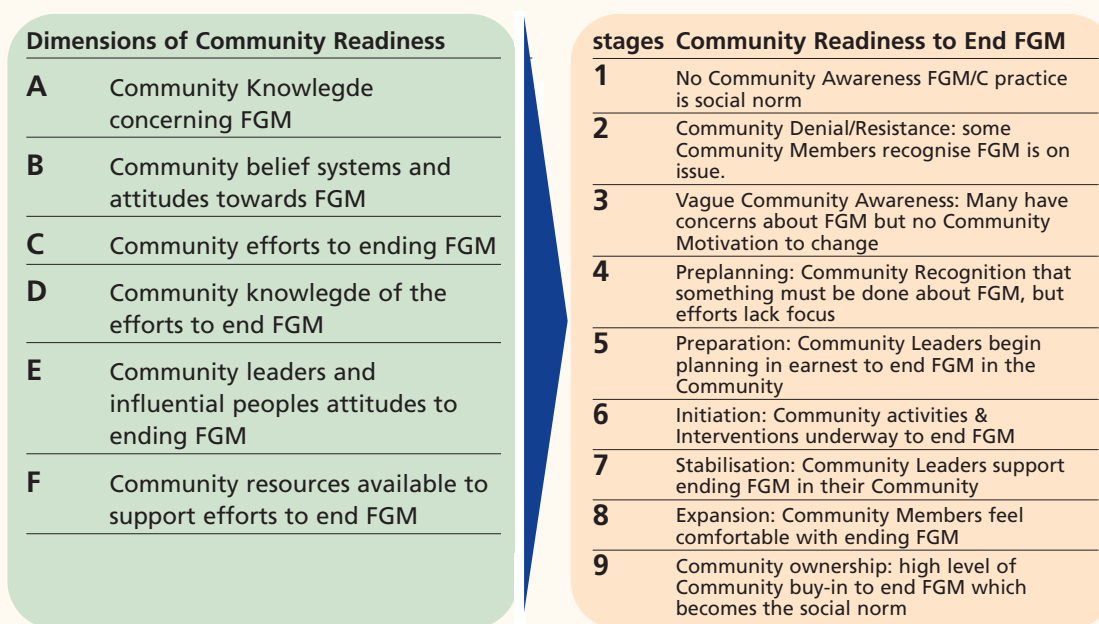 Dimensions of Community Readiness
A Community Knowlegde
concerning FGM
B Community belief systems and
attitudes towards FGM
C Community efforts to ending FGM
D Community knowlegde of the
efforts to end FGM
E Community leaders and
influential peoples attitudes to
ending FGM
F Community resources available to
support efforts to end FGM
stages Community Readiness to End FGM
1 No Community Awareness FGM/C practice
is social norm
2 Community Denial/Resistance: some
Community Members recognise FGM is on
issue.
3 Vague Community Awareness: Many have
concerns about FGM but no Community
Motivation to change
4 Preplanning: Community Recognition that
something must be done about FGM, but
efforts lack focus
5 Preparation: Community Leaders begin
planning in earnest to end FGM in the
Community
6 Initiation: Community activities &
Interventions underway to end FGM
7 Stabilisation: Community Leaders support
ending FGM in their Community
8 Expansion: Community Members feel
comfortable with ending FGM
9 Community ownership: high level of
Community buy-in to end FGM which
becomes the social norm